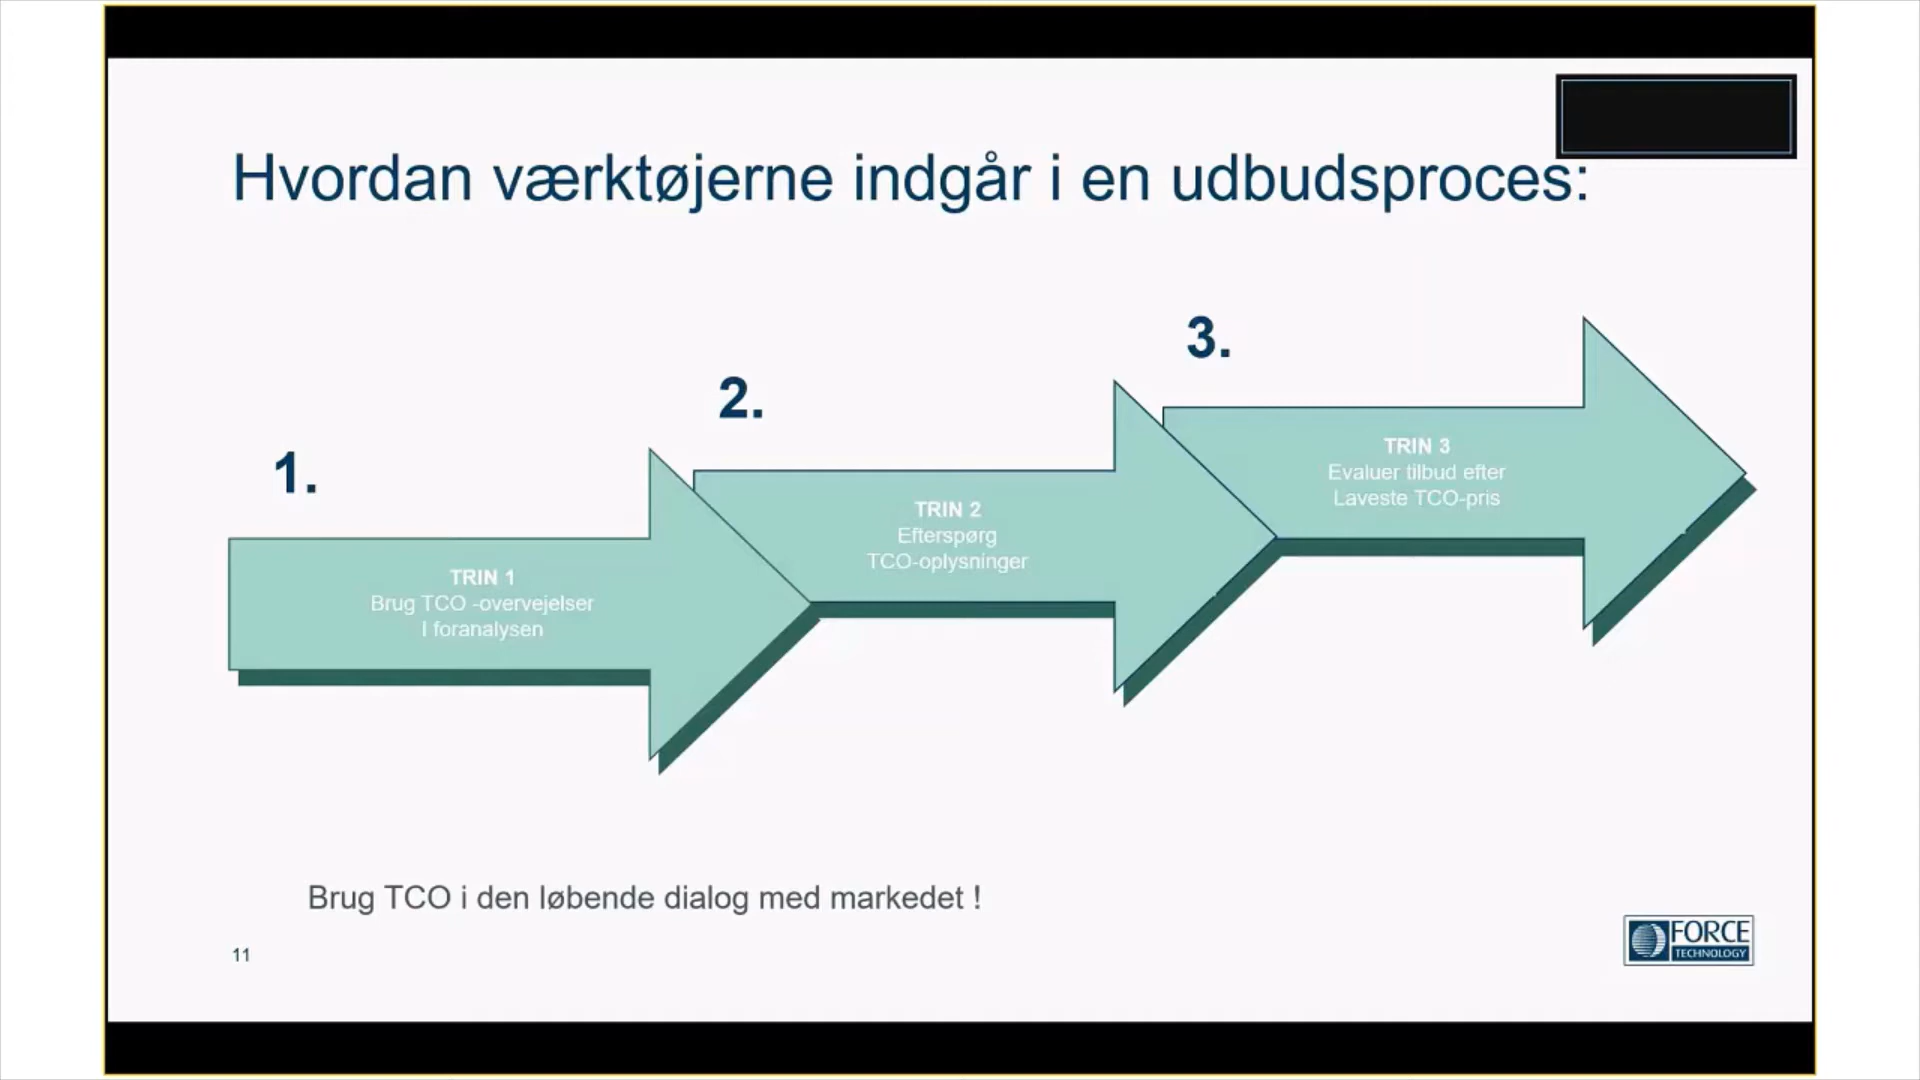 Hvordan værktøjerne indgår i en udbudsproces:
1.
TRIN 1
Brug TCO -overvejelser
I foranalysen
2.
TRIN 2
Efterspørg
TCO-oplysninger
3.
TRIN 3
Evaluer tilbud efter
Laveste TCO-pris
Brug TCO i den løbende dialog med markedet !
11
FORCE
TECHNOLOGY